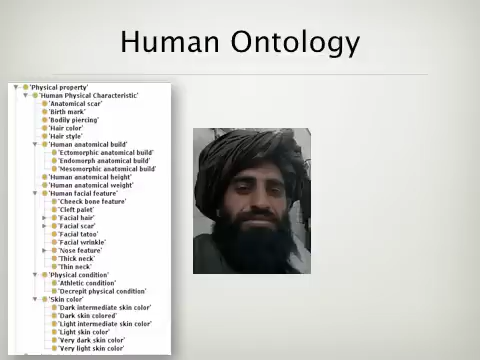 Human Ontology
'Physical property'
'Human Physical Characteristic'
'Anatomical scar'
'Birth mark'
'Bodily piercing'
'Hair color'
'Hair style'
'Human anatomical build'
'Ectomorphic anatomical build'
'Endomorph anatomical build'
'Mesomorphic anatomical build'
'Human anatomical height'
'Human anatomical weight'
'Human facial feature'
'Cheeck bone feature'
'Cleft palet'
'Facial hair'
'Facial scar'
'Facial tatoo'
'Facial wrinkle'
'Nose feature'
'Thick neck'
'Thin neck'
'Physical condition'
'Athletic condition'
'Decrepit physical condition'
'Skin color'
'Dark intermediate skin color'
'Dark skin colored'
'Light intermediate skin color'
'Light skin color'
'Very dark skin color'
'Very light skin color'